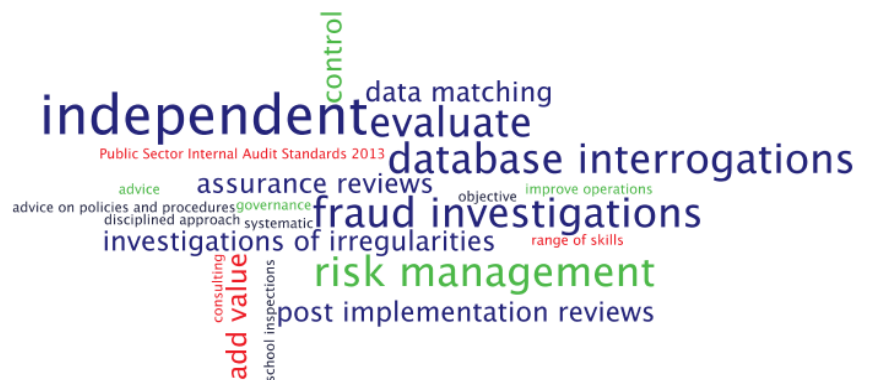 control
data matching
independent
evaluate
Public Sector Internal Audit Standards 2013
database interrogations
assurance reviews
advice
objective
improve operations
advice on policies and procedures
governance
disciplined approach
systematic
fraud investigations
investigations of irregularities
range of skills
consulting
add value
school inspections
risk management
post implementation reviews